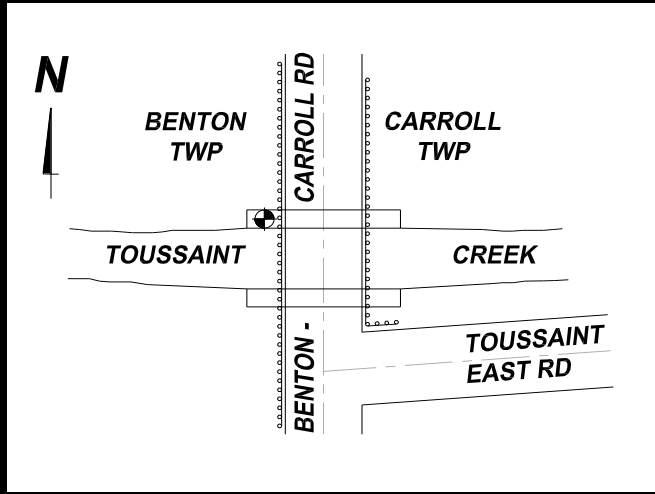 N
BENTON
TWP
CARROLL
TWP
BENTON - CARROLL RD
TOUSSAINT CREEK
TOUSSAINT
EAST RD